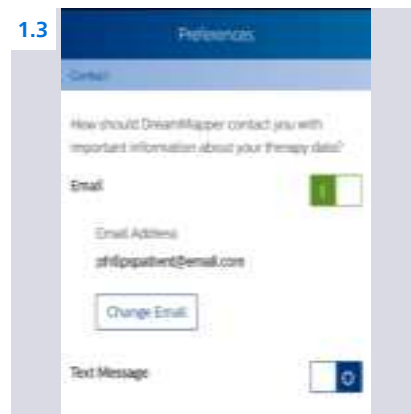 1.3
Preferences
Contact
How should DreamMapper contact you with
important information about your therapy data?
Email
Email Address
philipspatient@email.com
Change Email
Text Message